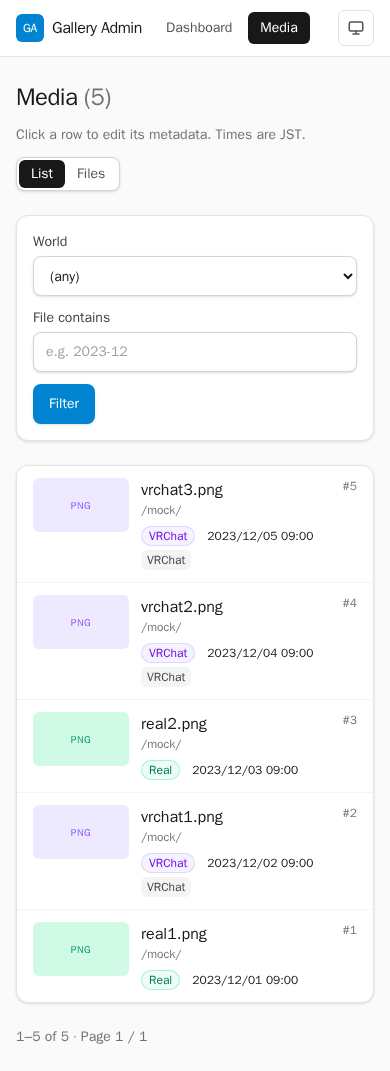 GA Gallery Admin Dashboard Media
Media (5)
Click a row to edit its metadata. Times are JST.
List Files
World
(any)
File contains
e.g. 2023-12
Filter
PNG
vrchat3.png #5
/mock/
VRChat 2023/12/05 09:00
VRChat
PNG
vrchat2.png #4
/mock/
VRChat 2023/12/04 09:00
VRChat
PNG
real2.png #3
/mock/
Real 2023/12/03 09:00
PNG
vrchat1.png #2
/mock/
VRChat 2023/12/02 09:00
VRChat
PNG
real1.png #1
/mock/
Real 2023/12/01 09:00
1–5 of 5 · Page 1 / 1